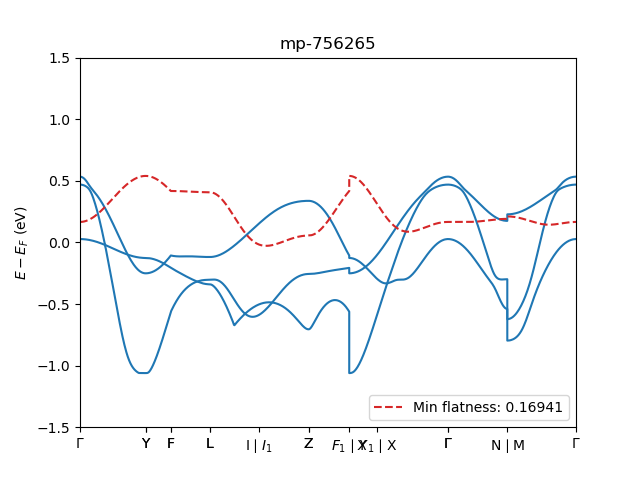 mp-756265
E − E_F (eV)
1.5
1.0
0.5
0.0
−0.5
−1.0
−1.5
Min flatness: 0.16941
Γ Y F L I | I₁ Z F₁ | Y X₁ | X Γ N | M Γ